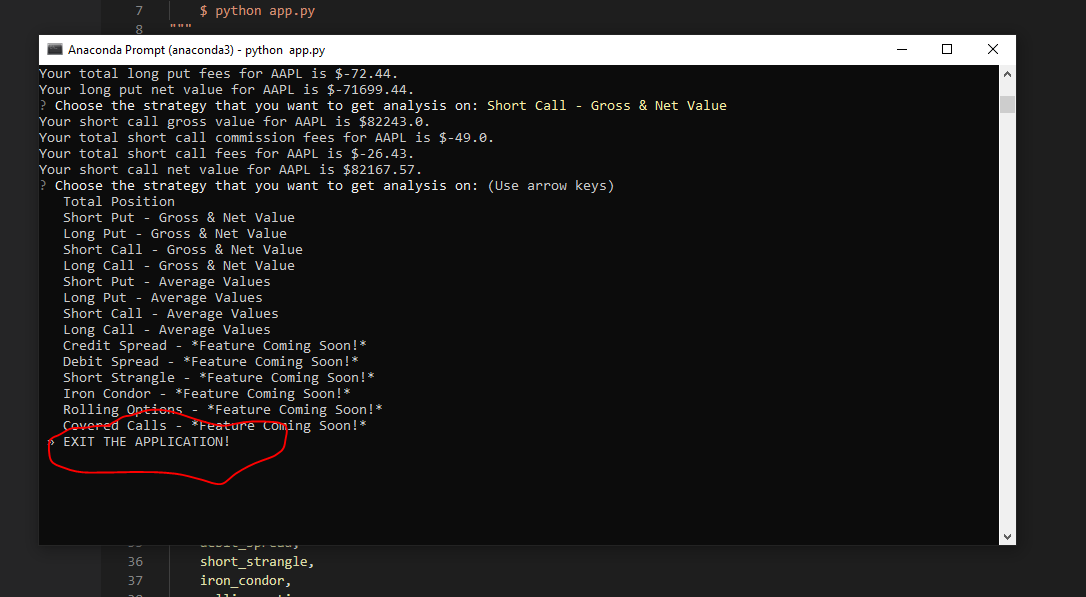 7 $ python app.py
8 """
Anaconda Prompt (anaconda3) - python app.py
Your total long put fees for AAPL is $-72.44.
Your long put net value for AAPL is $-71699.44.
? Choose the strategy that you want to get analysis on: Short Call - Gross & Net Value
Your short call gross value for AAPL is $82243.0.
Your total short call commission fees for AAPL is $-49.0.
Your total short call fees for AAPL is $-26.43.
Your short call net value for AAPL is $82167.57.
? Choose the strategy that you want to get analysis on: (Use arrow keys)
Total Position
Short Put - Gross & Net Value
Long Put - Gross & Net Value
Short Call - Gross & Net Value
Long Call - Gross & Net Value
Short Put - Average Values
Long Put - Average Values
Short Call - Average Values
Long Call - Average Values
Credit Spread - *Feature Coming Soon!*
Debit Spread - *Feature Coming Soon!*
Short Strangle - *Feature Coming Soon!*
Iron Condor - *Feature Coming Soon!*
Rolling Options - *Feature Coming Soon!*
Covered Calls - *Feature Coming Soon!*
» EXIT THE APPLICATION!
35 debit_spread,
36 short_strangle,
37 iron_condor,